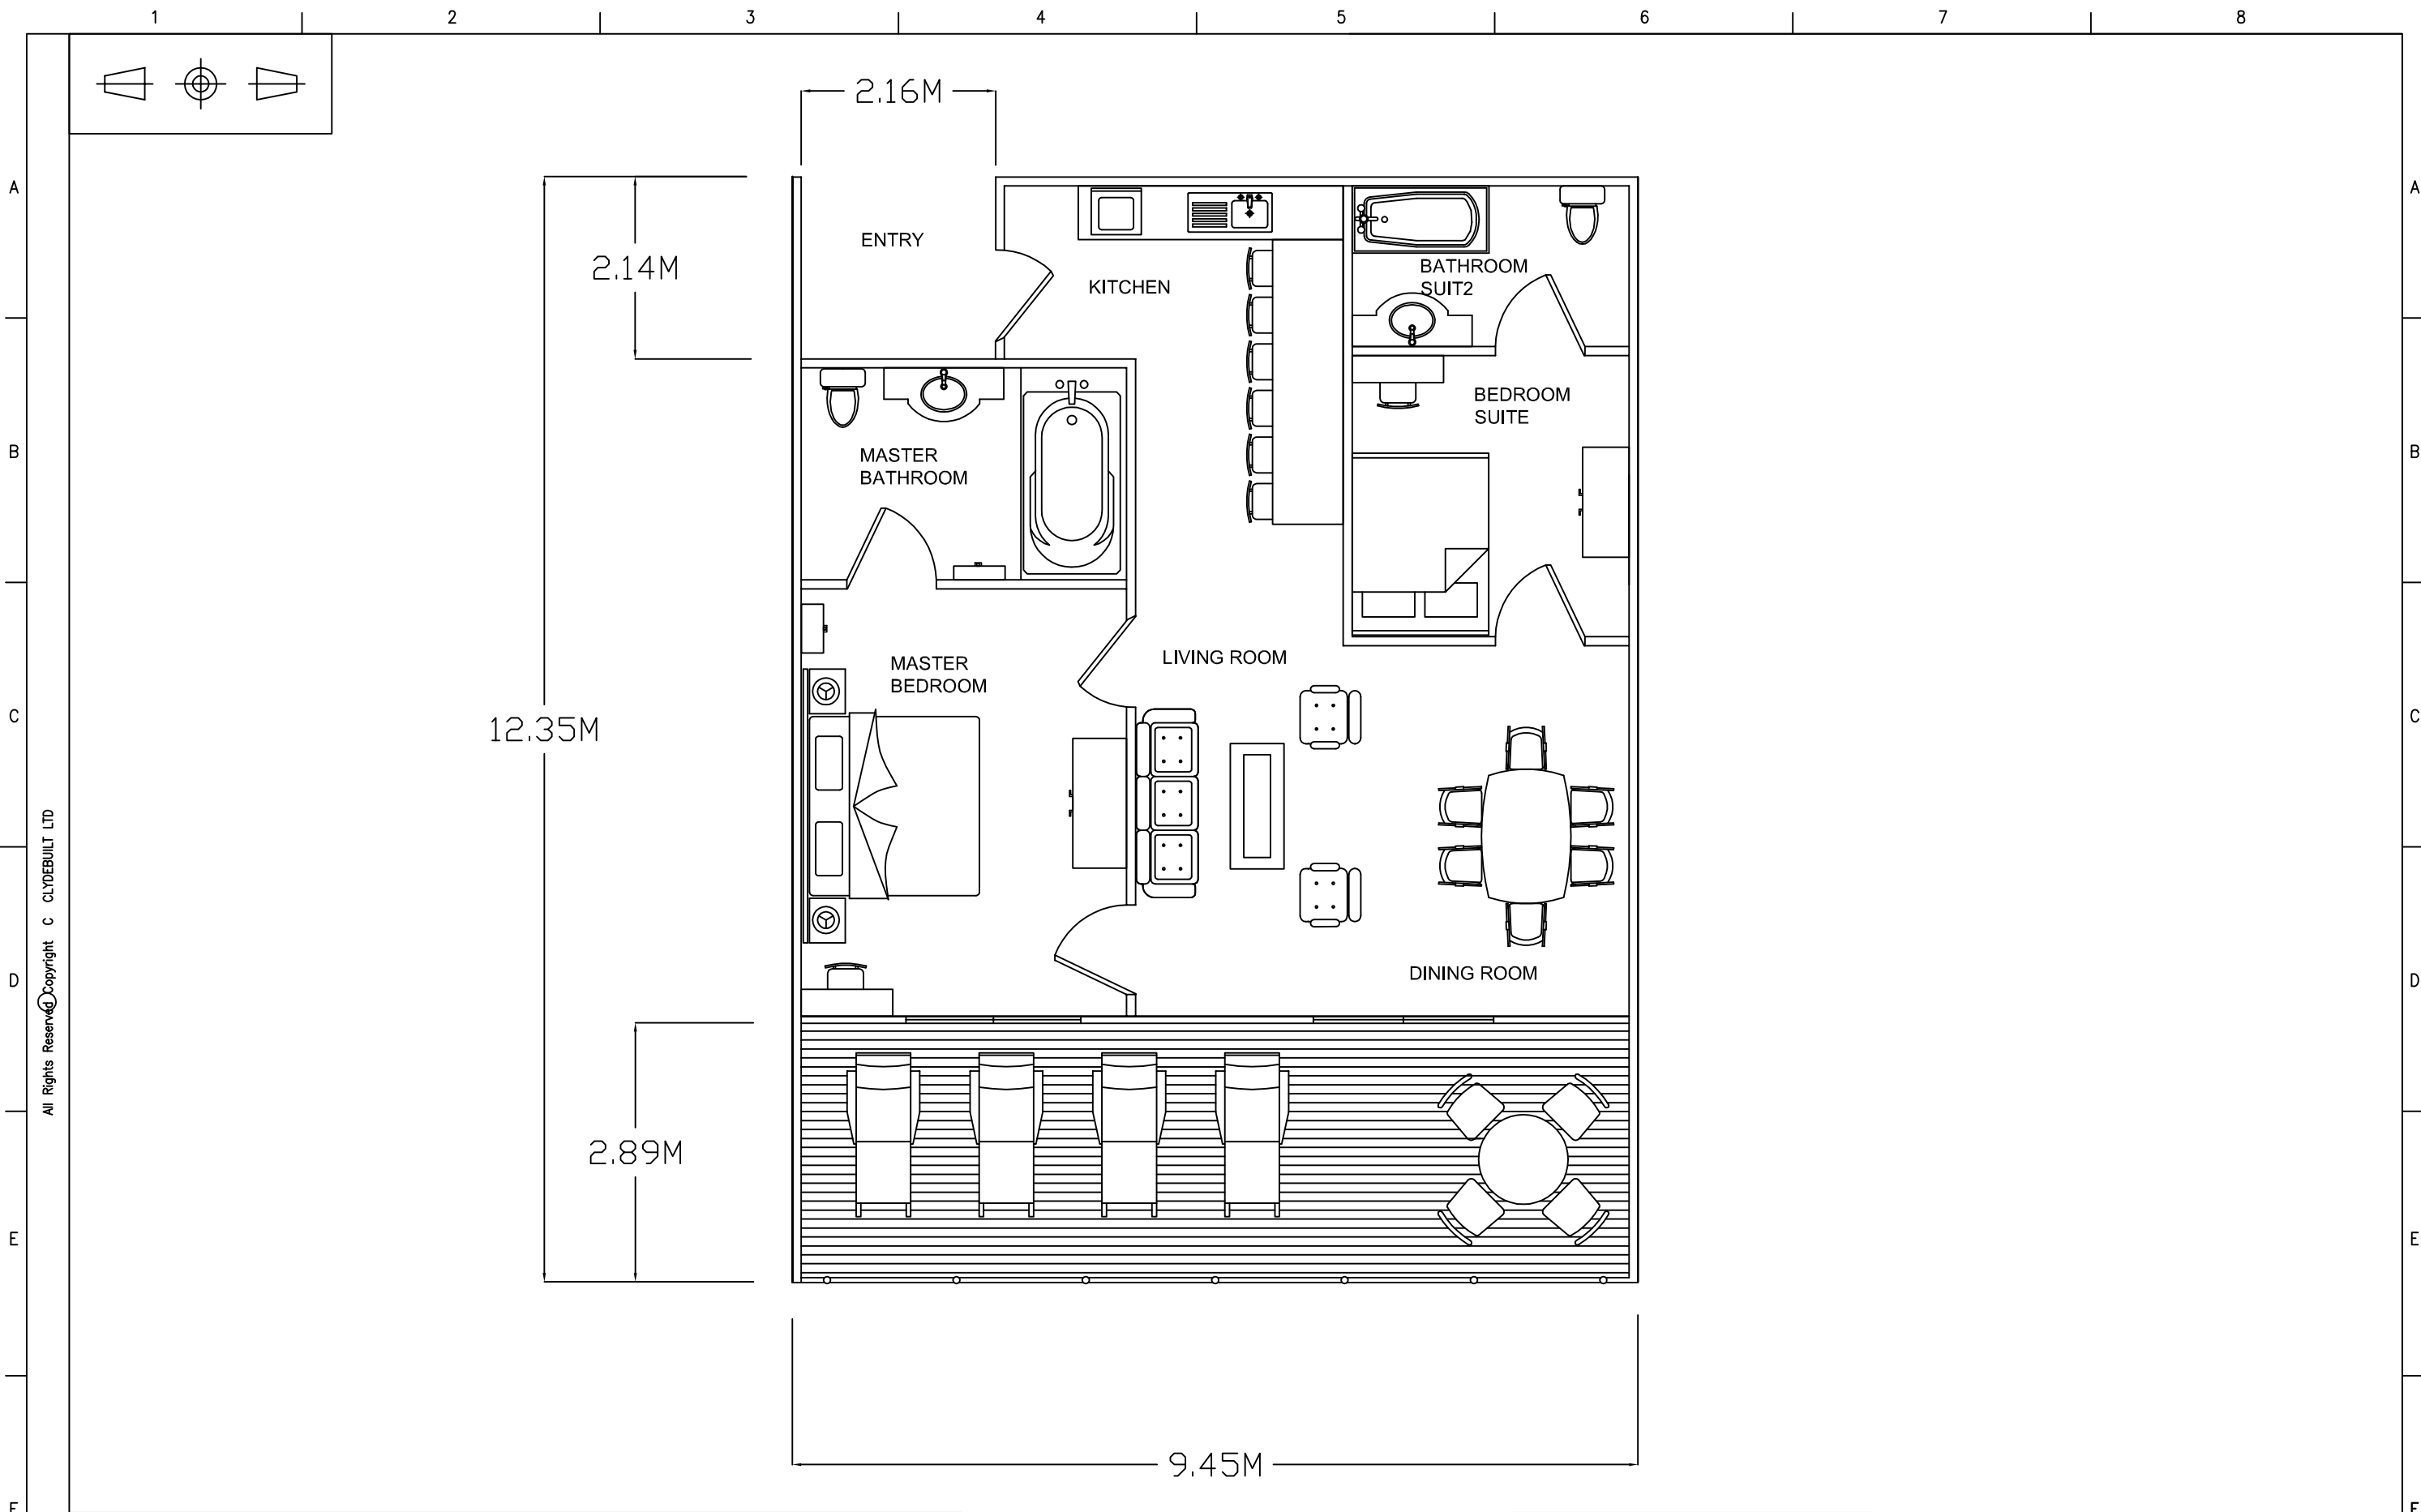 1 2 3 4 5 6 7 8
2.16M
A A
ENTRY
2.14M
KITCHEN
BATHROOM
SUIT2
BEDROOM
SUITE
B B
MASTER
BATHROOM
LIVING ROOM
MASTER
BEDROOM
C C
12.35M
All Rights Reserved Copyright C CLYDEBUILT LTD
DINING ROOM
D D
2.89M
E E
9.45M
F F